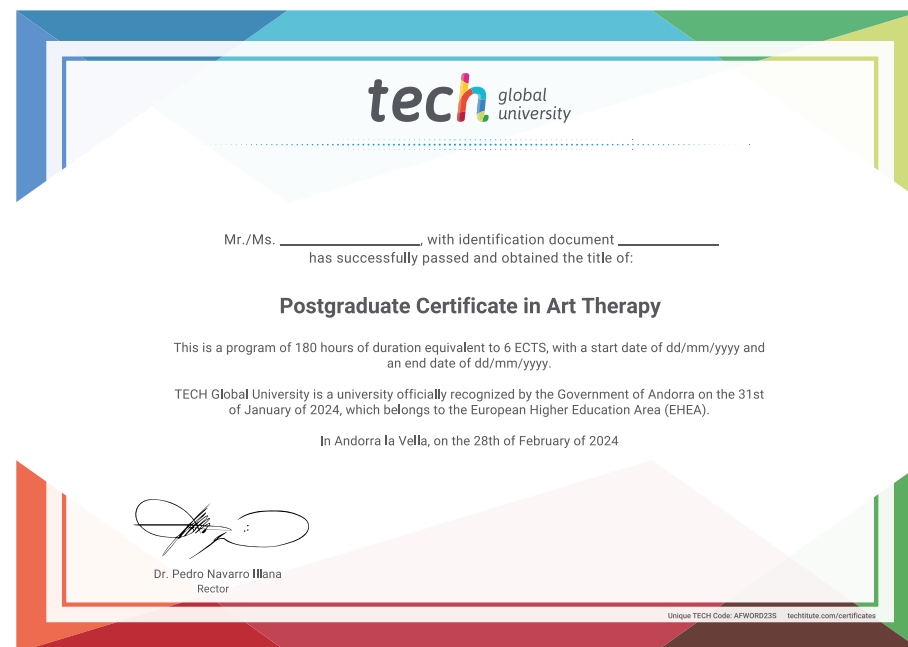 tech global university
Mr./Ms. ____________, with identification document ____________
has successfully passed and obtained the title of:
Postgraduate Certificate in Art Therapy
This is a program of 180 hours of duration equivalent to 6 ECTS, with a start date of dd/mm/yyyy and
an end date of dd/mm/yyyy.
TECH Global University is a university officially recognized by the Government of Andorra on the 31st
of January of 2024, which belongs to the European Higher Education Area (EHEA).
In Andorra la Vella, on the 28th of February of 2024
Dr. Pedro Navarro Illana
Rector
Unique TECH Code: AFWORD23S techtitute.com/certificates